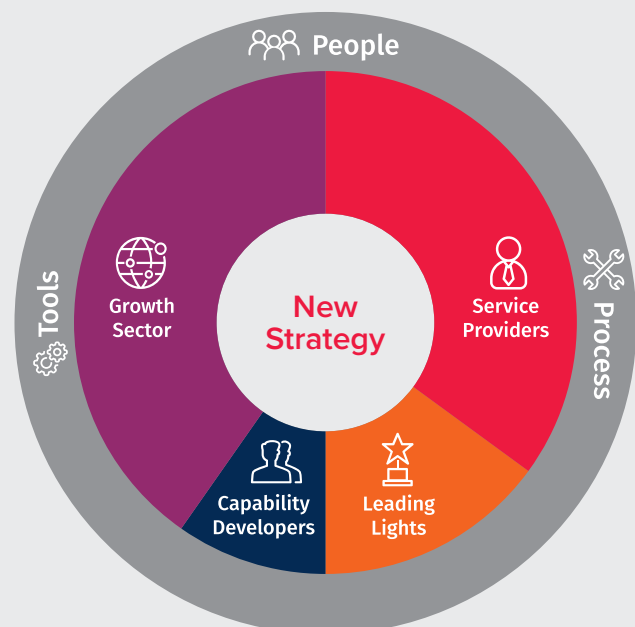 People
Tools
Process
Growth
Sector
New
Strategy
Service
Providers
Capability
Developers
Leading
Lights